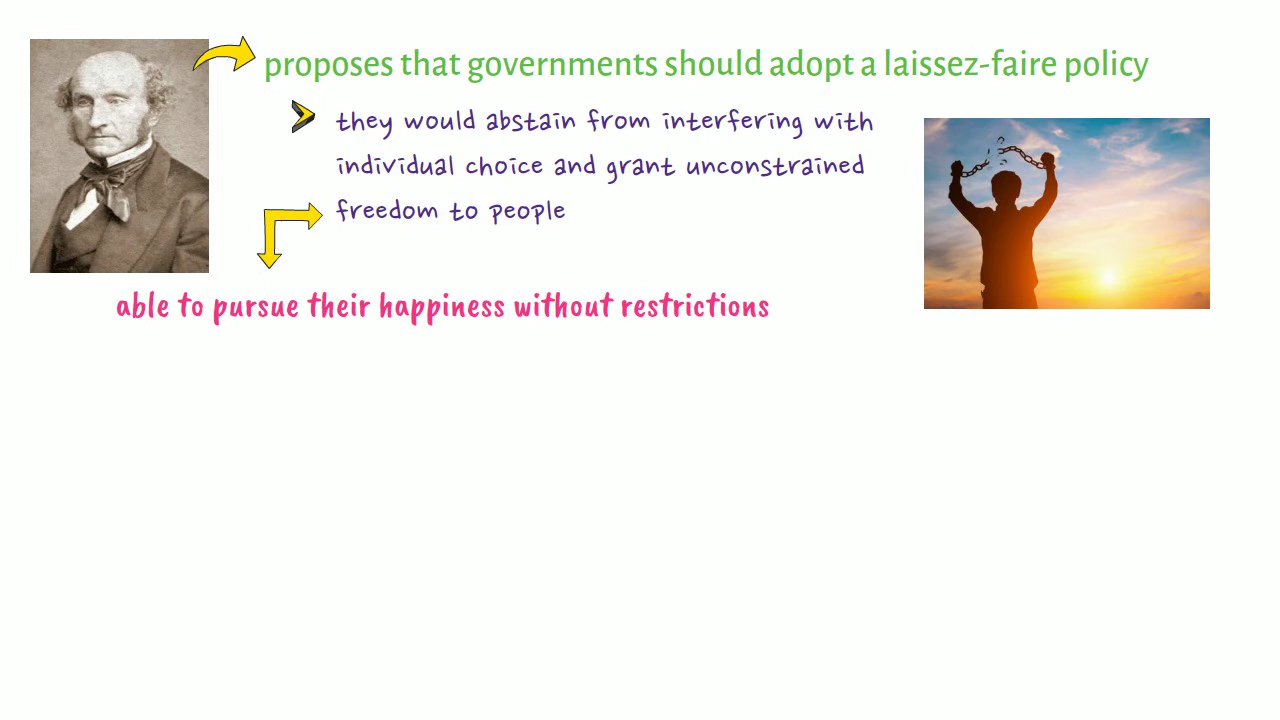 proposes that governments should adopt a laissez-faire policy
they would abstain from interfering with
individual choice and grant unconstrained
freedom to people
able to pursue their happiness without restrictions